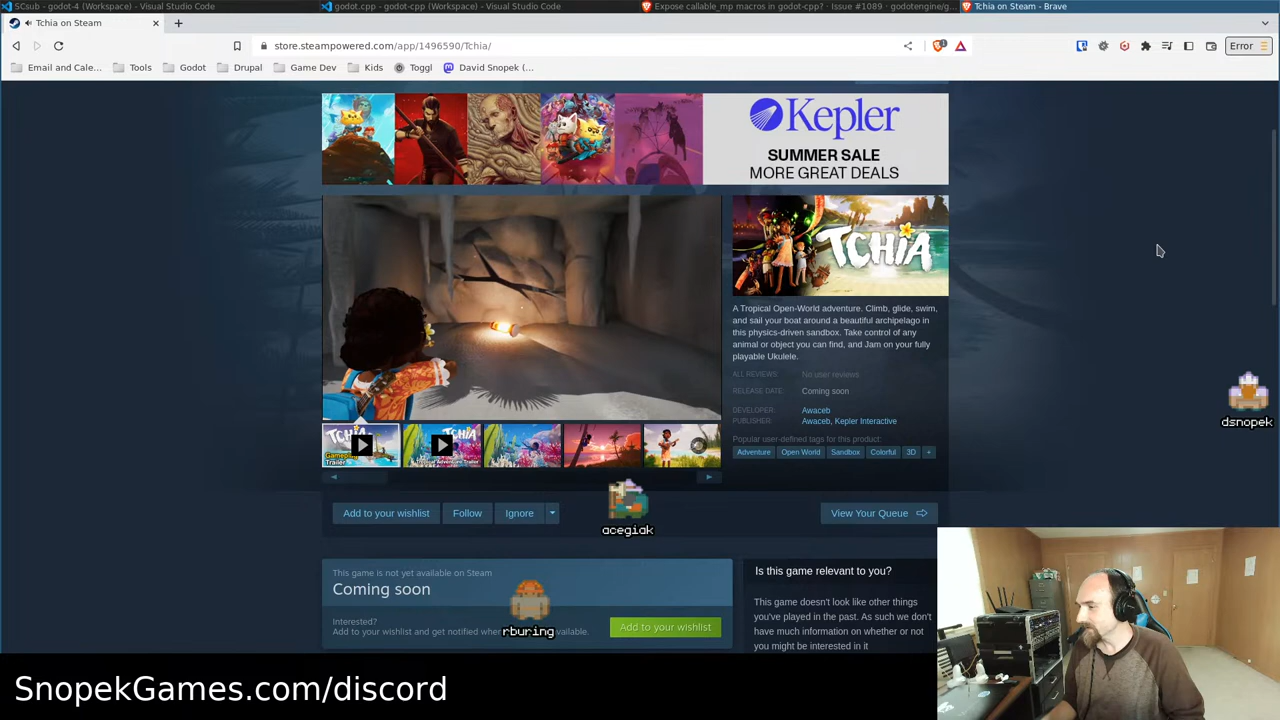 SCsub - godot-4 (Workspace) - Visual Studio Code
godot.cpp - godot-cpp (Workspace) - Visual Studio Code
Expose callable_mp macros in godot-cpp? · Issue #1089 · godotengine/g...
Tchia on Steam - Brave
Tchia on Steam
store.steampowered.com/app/1496590/Tchia/
1
Error
Email and Cale...
Tools
Godot
Drupal
Game Dev
Kids
Toggl
David Snopek (...
Kepler
SUMMER SALE
MORE GREAT DEALS
TCHIA
A Tropical Open-World adventure. Climb, glide, swim,
and sail your boat around a beautiful archipelago in
this physics-driven sandbox. Take control of any
animal or object you can find, and Jam on your fully
playable Ukulele.
ALL REVIEWS: No user reviews
RELEASE DATE: Coming soon
DEVELOPER: Awaceb
PUBLISHER: Awaceb, Kepler Interactive
Popular user-defined tags for this product:
Adventure Open World Sandbox Colorful 3D +
TCHIA
Gameplay
Trailer
TCHIA
Tropical Adventure Trailer
dsnopek
Add to your wishlist
Follow
Ignore
View Your Queue
acegiak
This game is not yet available on Steam
Coming soon
Interested?
Add to your wishlist and get notified when available.
Add to your wishlist
rburing
Is this game relevant to you?
This game doesn't look like other things
you've played in the past. As such we don't
have much information on whether or not
you might be interested in it
SnopekGames.com/discord